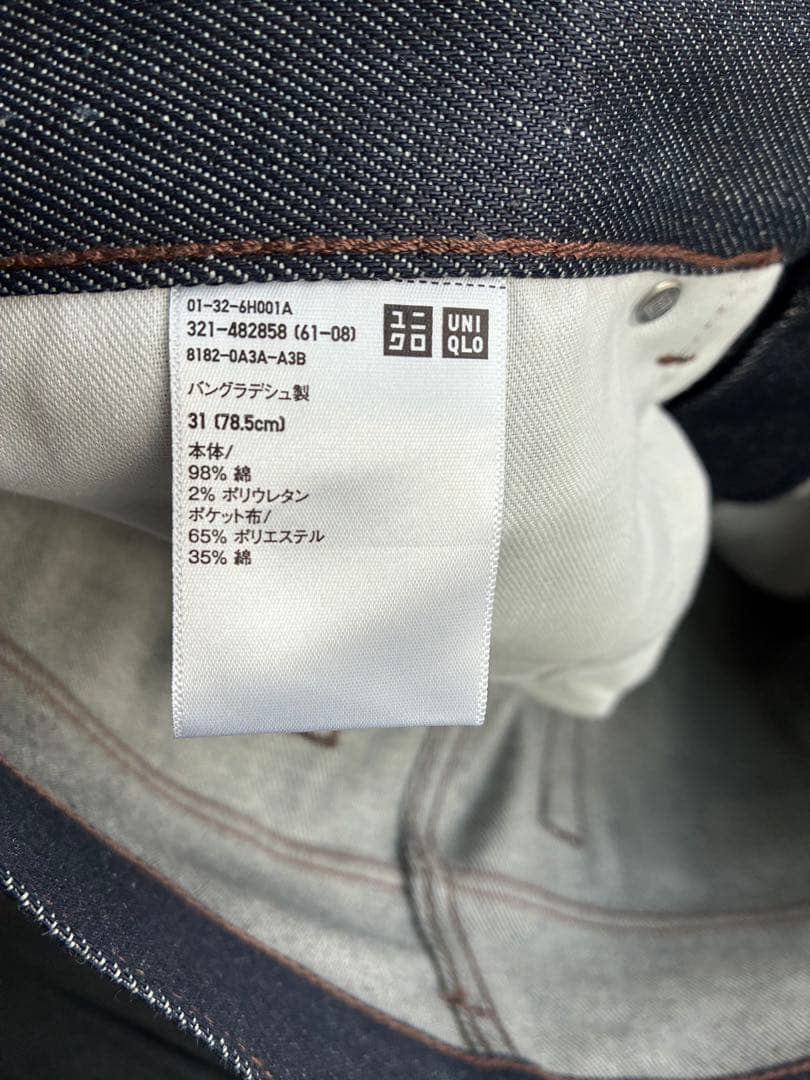 01-32-6H001A
321-482858 (61-08)
8182-0A3A-A3B
ユニ
クロ
UNI
QLO
バングラデシュ製
31 (78.5cm)
本体/
98% 綿
2% ポリウレタン
ポケット布/
65% ポリエステル
35% 綿